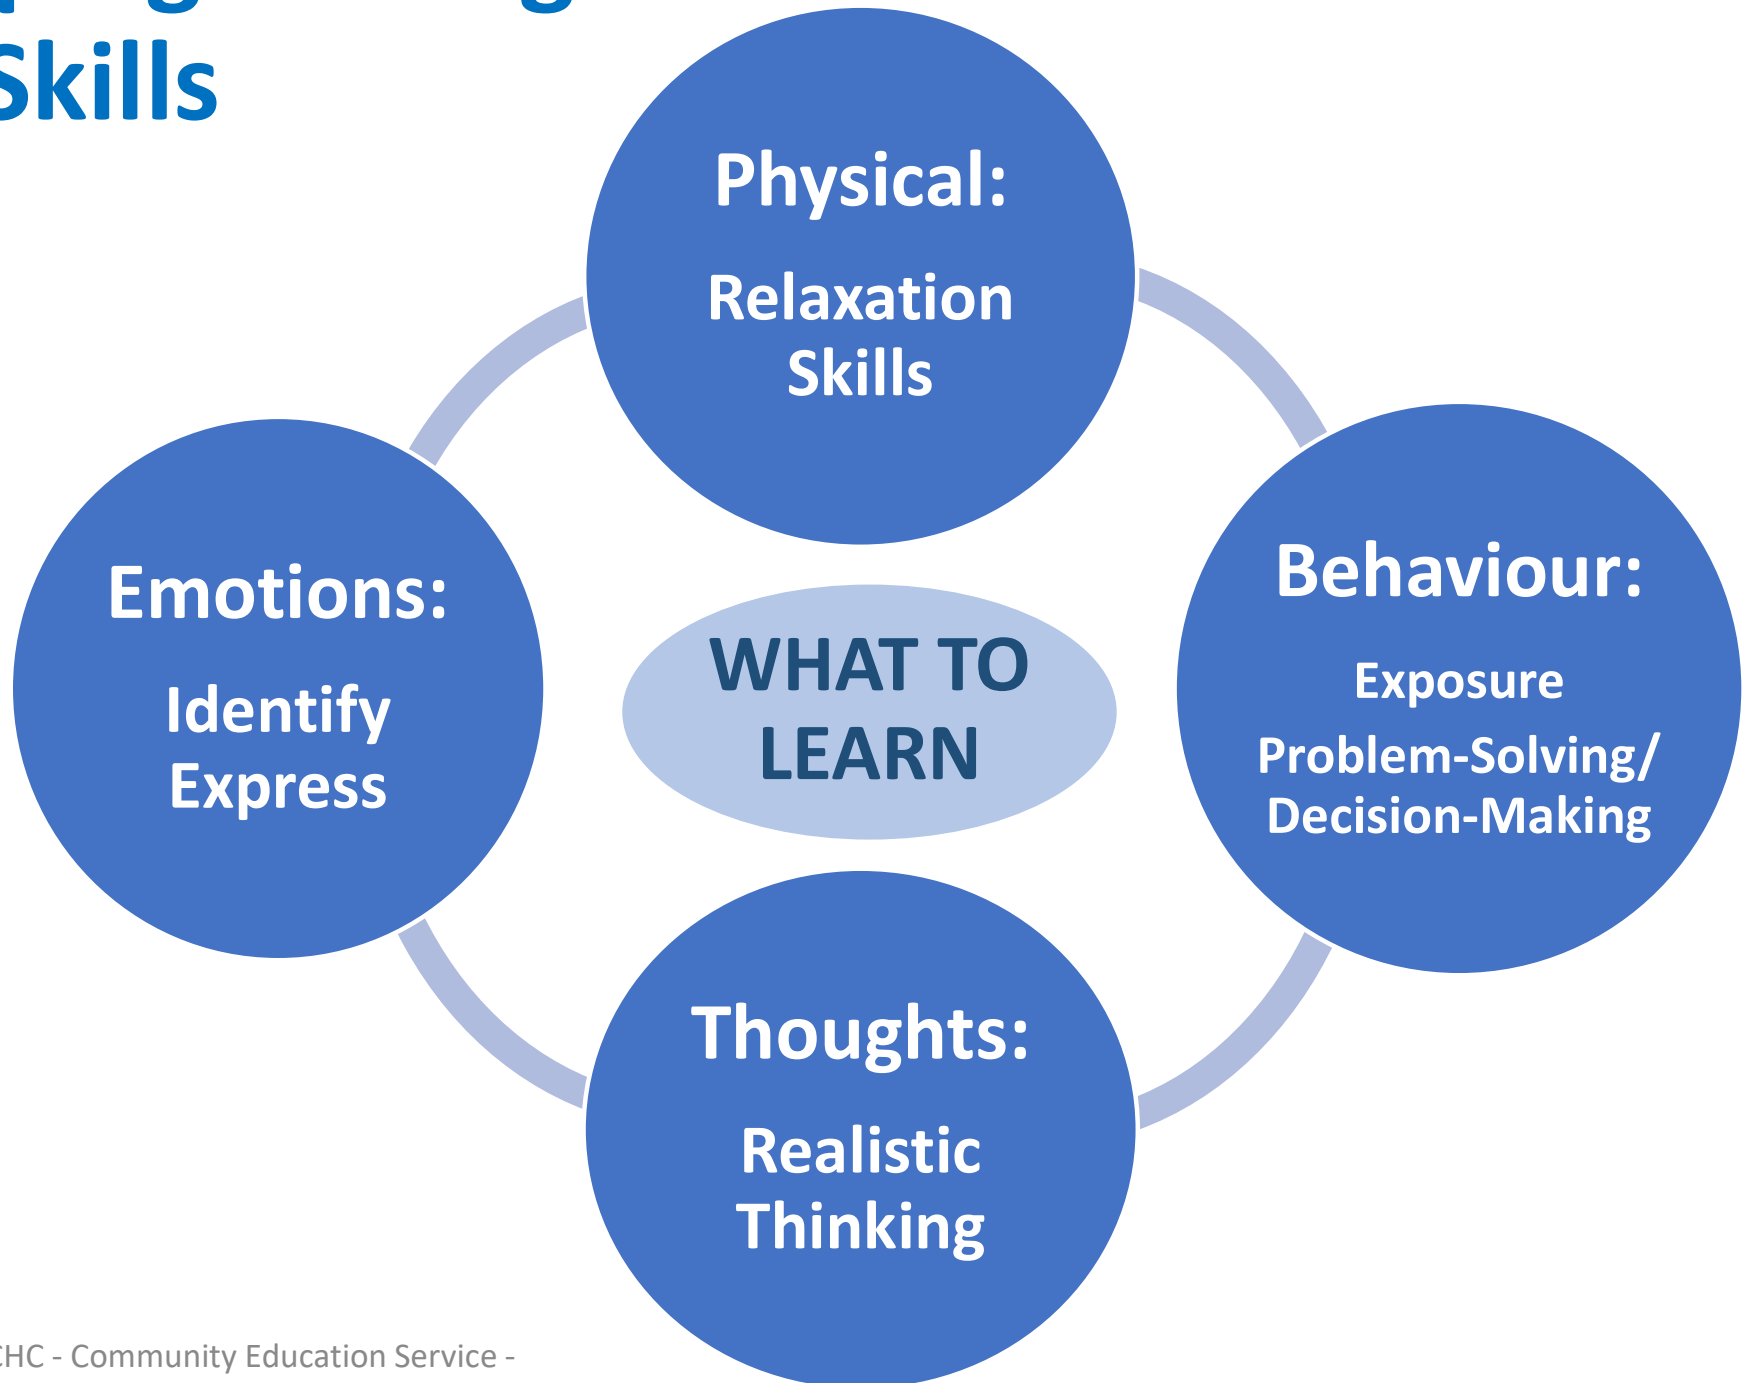 Skills
Physical:
Relaxation
Skills
Emotions:
Identify
Express
WHAT TO
LEARN
Behaviour:
Exposure
Problem-Solving/
Decision-Making
Thoughts:
Realistic
Thinking
CHC - Community Education Service -